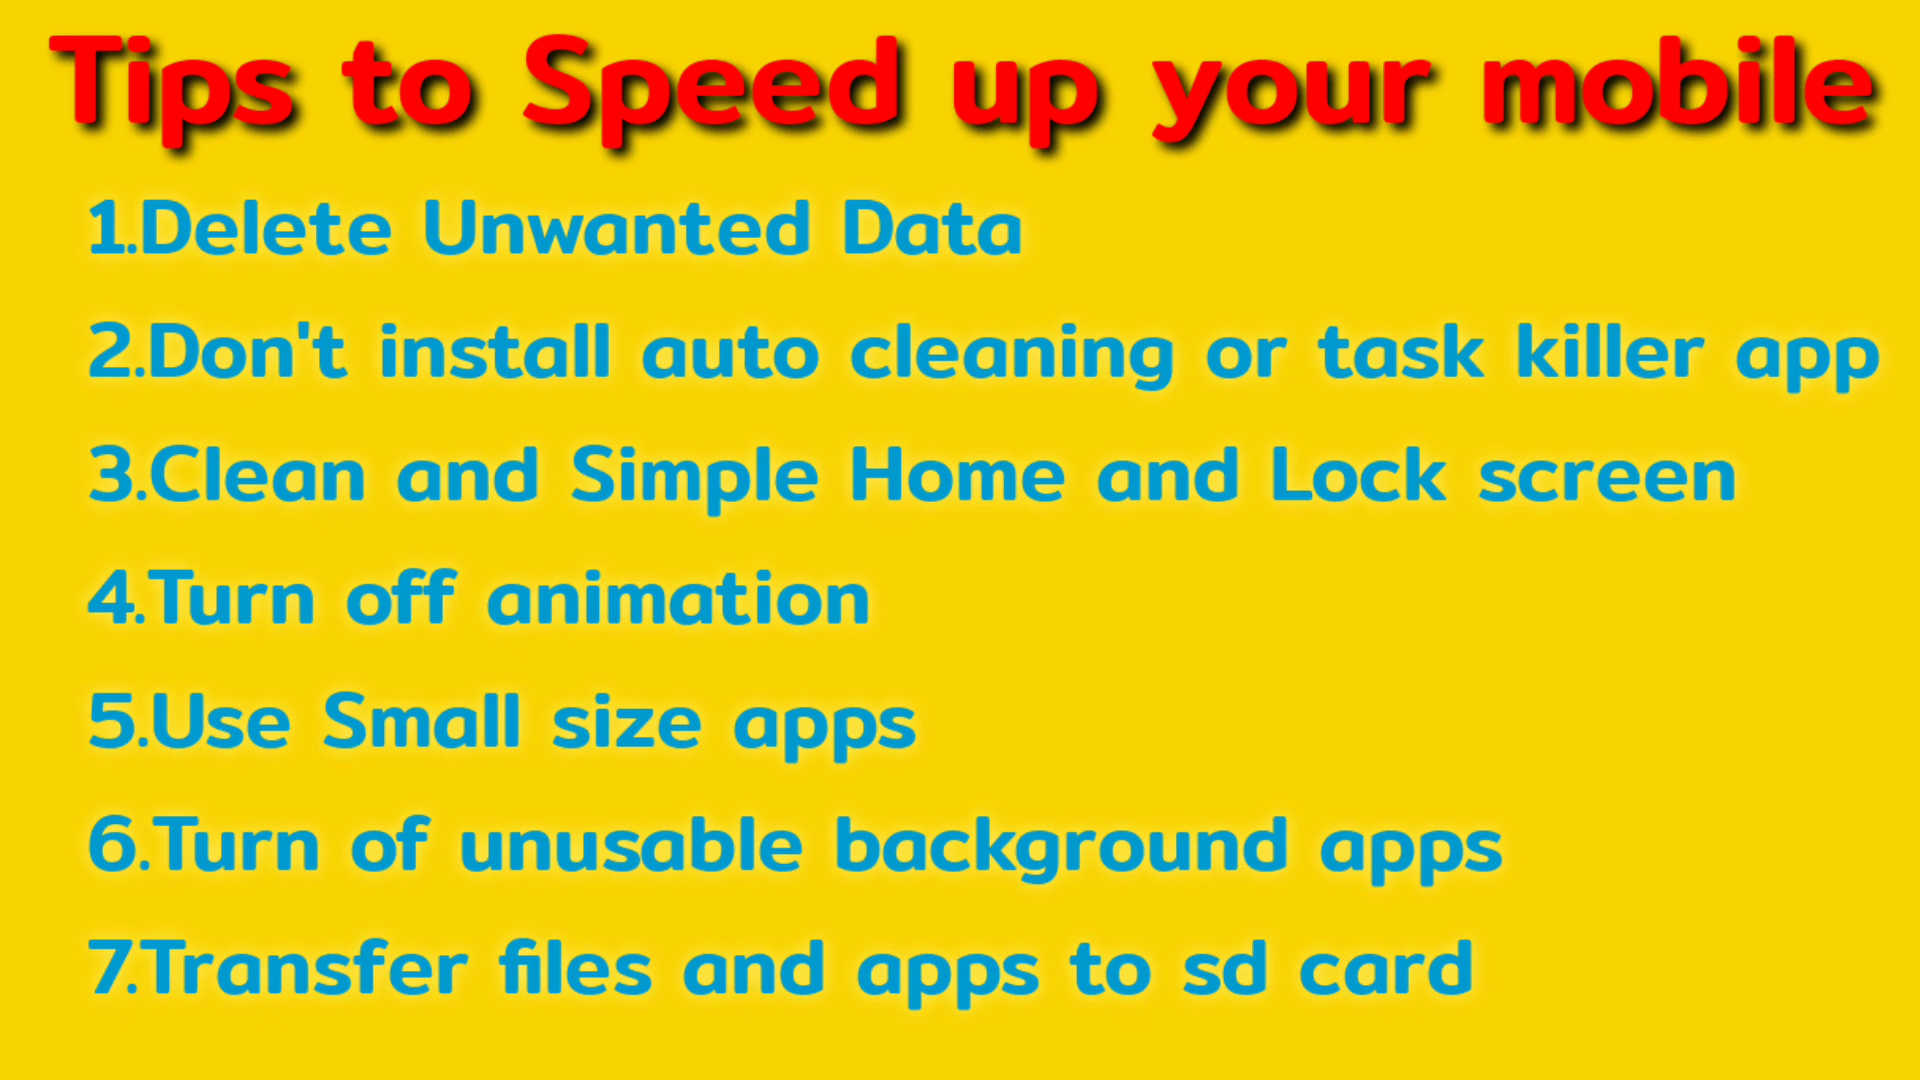 Tips to Speed up your mobile
1.Delete Unwanted Data
2.Don't install auto cleaning or task killer app
3.Clean and Simple Home and Lock screen
4.Turn off animation
5.Use Small size apps
6.Turn of unusable background apps
7.Transfer files and apps to sd card